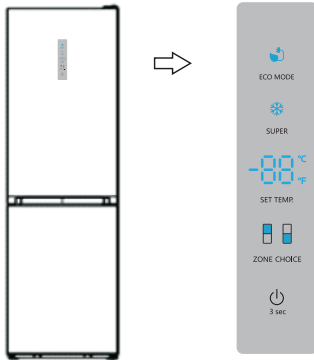 ECO MODE
SUPER
-88 °C
°F
SET TEMP.
ZONE CHOICE
3 sec